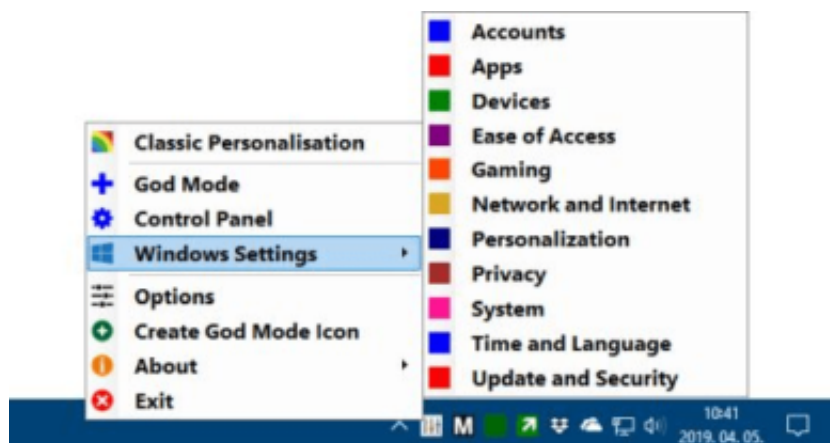 Classic Personalisation
God Mode
Control Panel
Windows Settings
Options
Create God Mode Icon
About
Exit
Accounts
Apps
Devices
Ease of Access
Gaming
Network and Internet
Personalization
Privacy
System
Time and Language
Update and Security
M
10:41
2019. 04. 05.